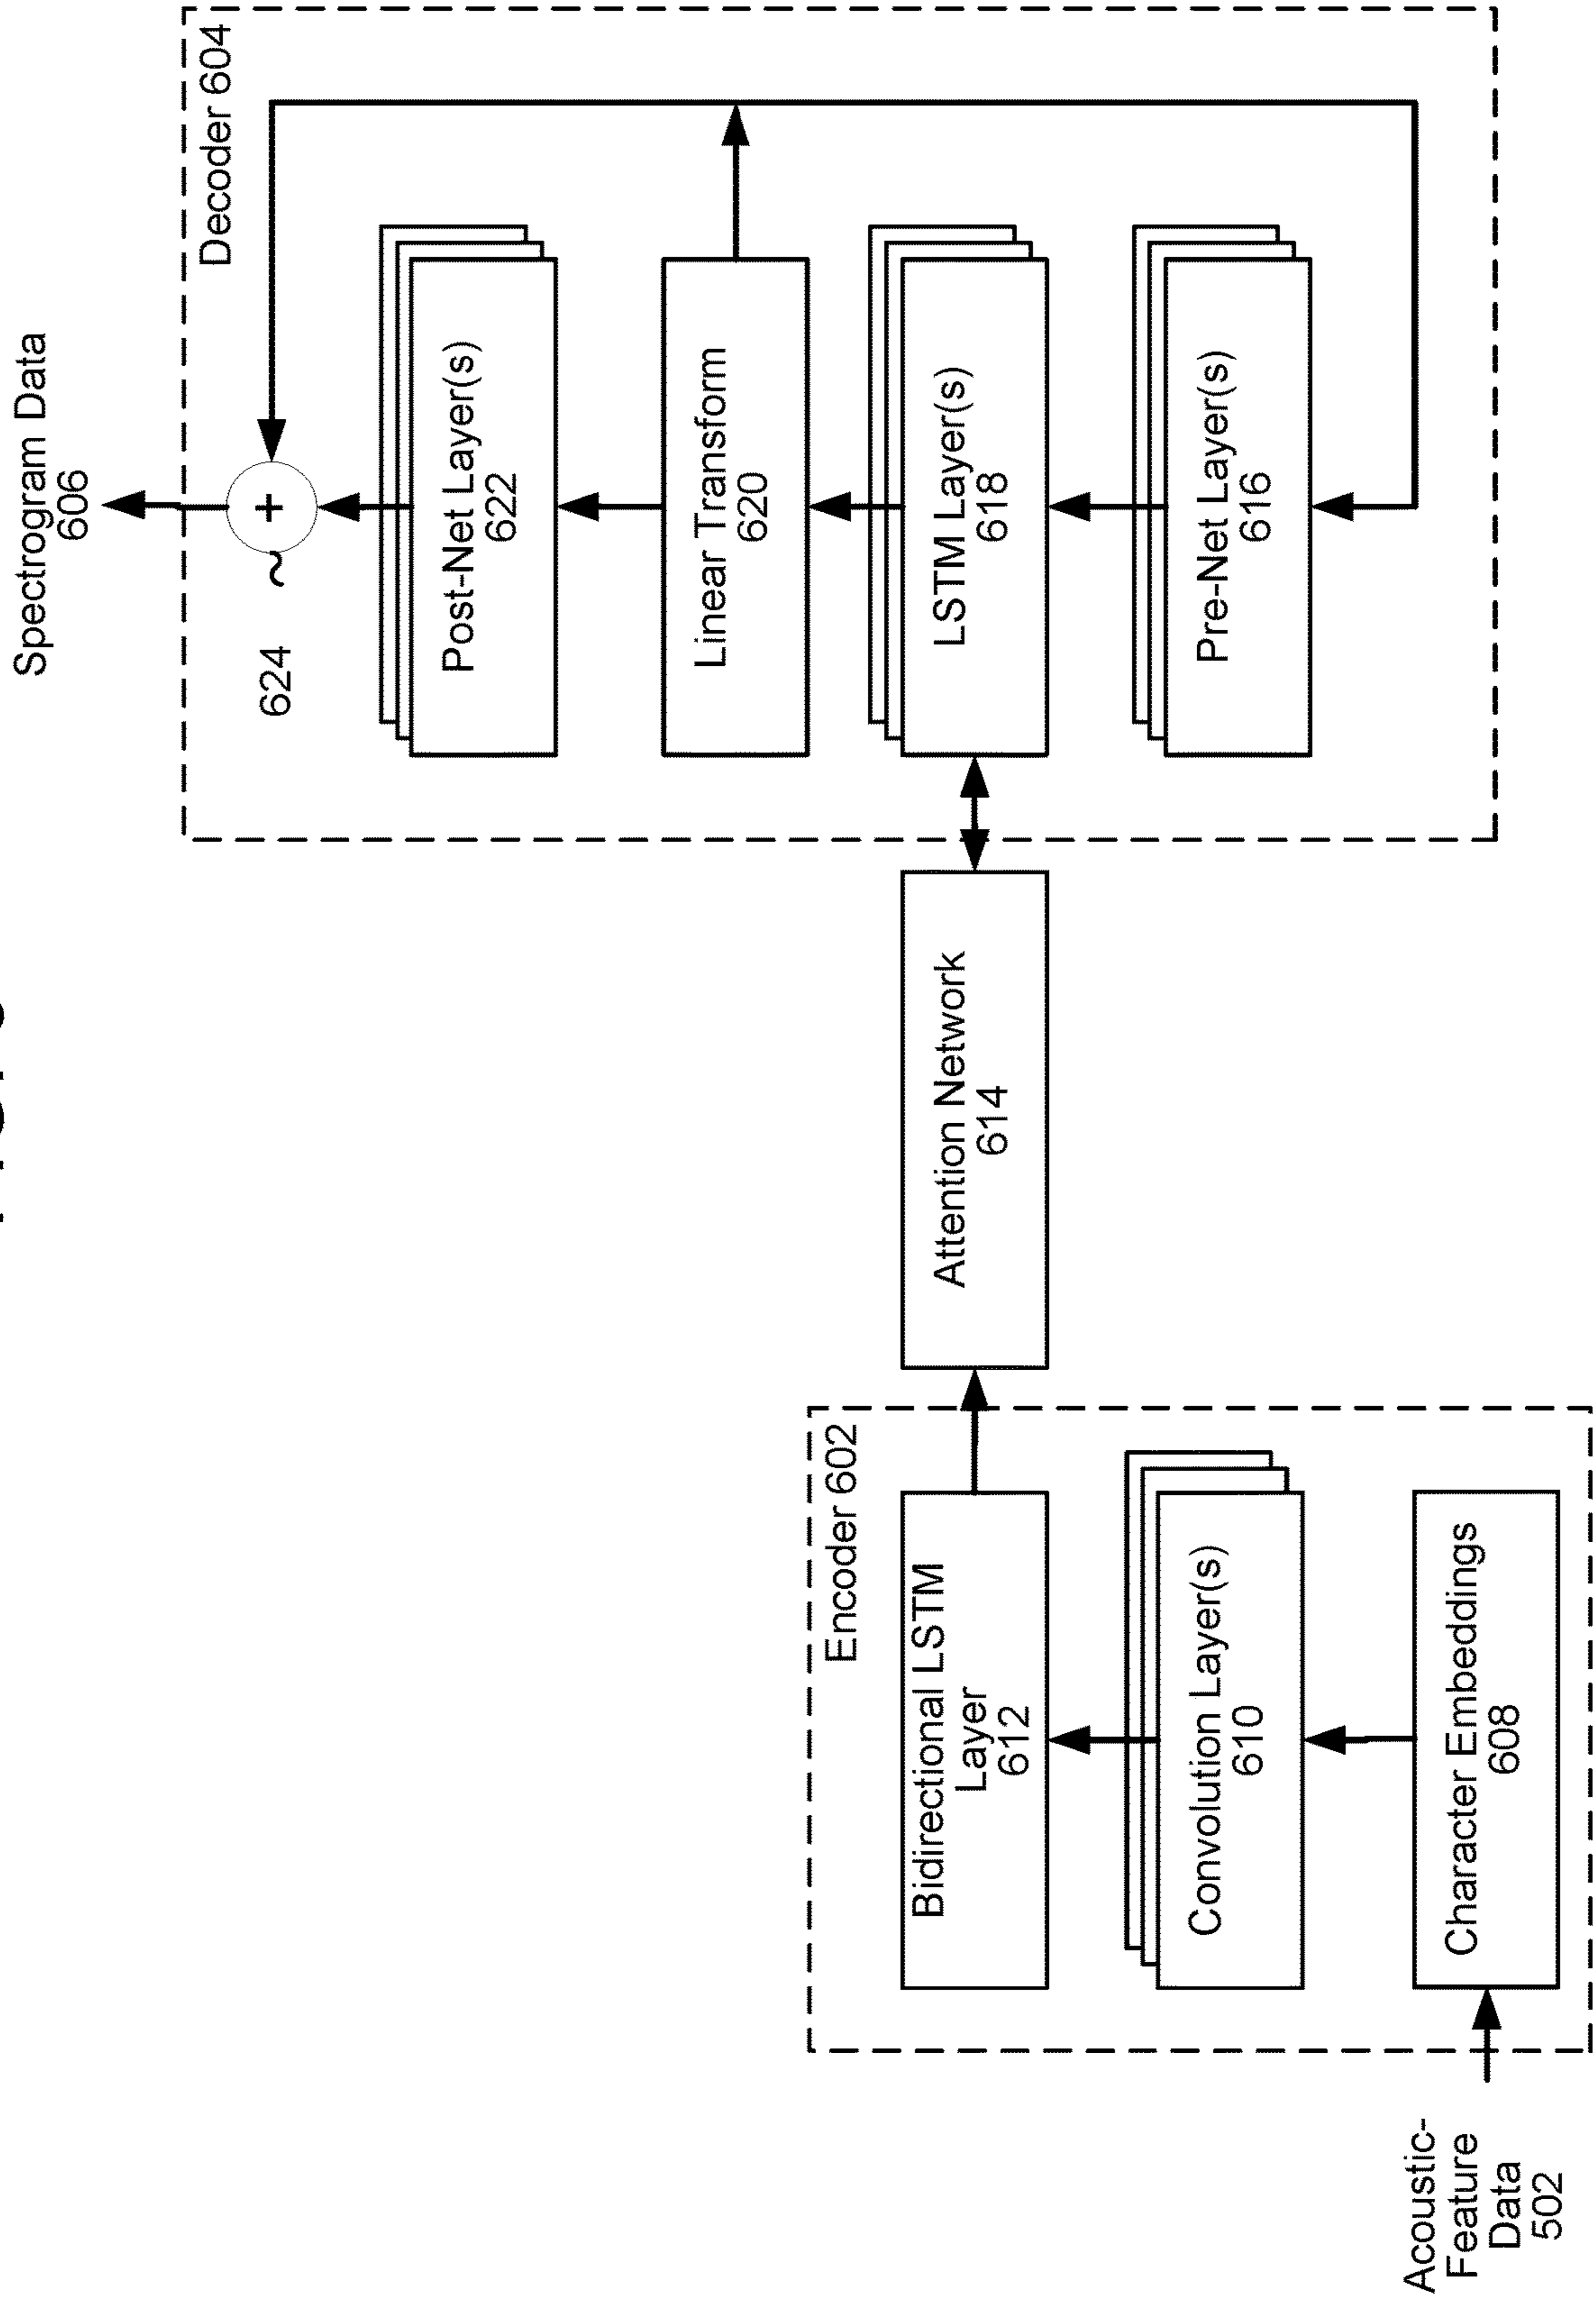 Spectrogram Data
606
Decoder 604
+
~
624
Post-Net Layer(s)
622
Linear Transform
620
LSTM Layer(s)
618
Pre-Net Layer(s)
616
Attention Network
614
Encoder 602
Bidirectional LSTM
Layer
612
Convolution Layer(s)
610
Character Embeddings
608
Acoustic-
Feature
Data
502